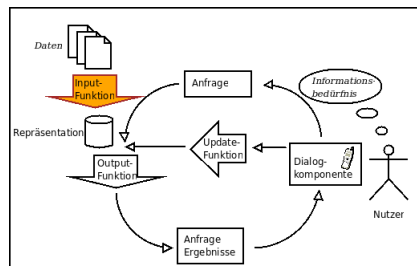 Daten
Input-
Funktion
Repräsentation
Output-
Funktion
Anfrage
Update-
Funktion
Anfrage
Ergebnisse
Informations-
bedürfnis
Dialog-
komponente
Nutzer